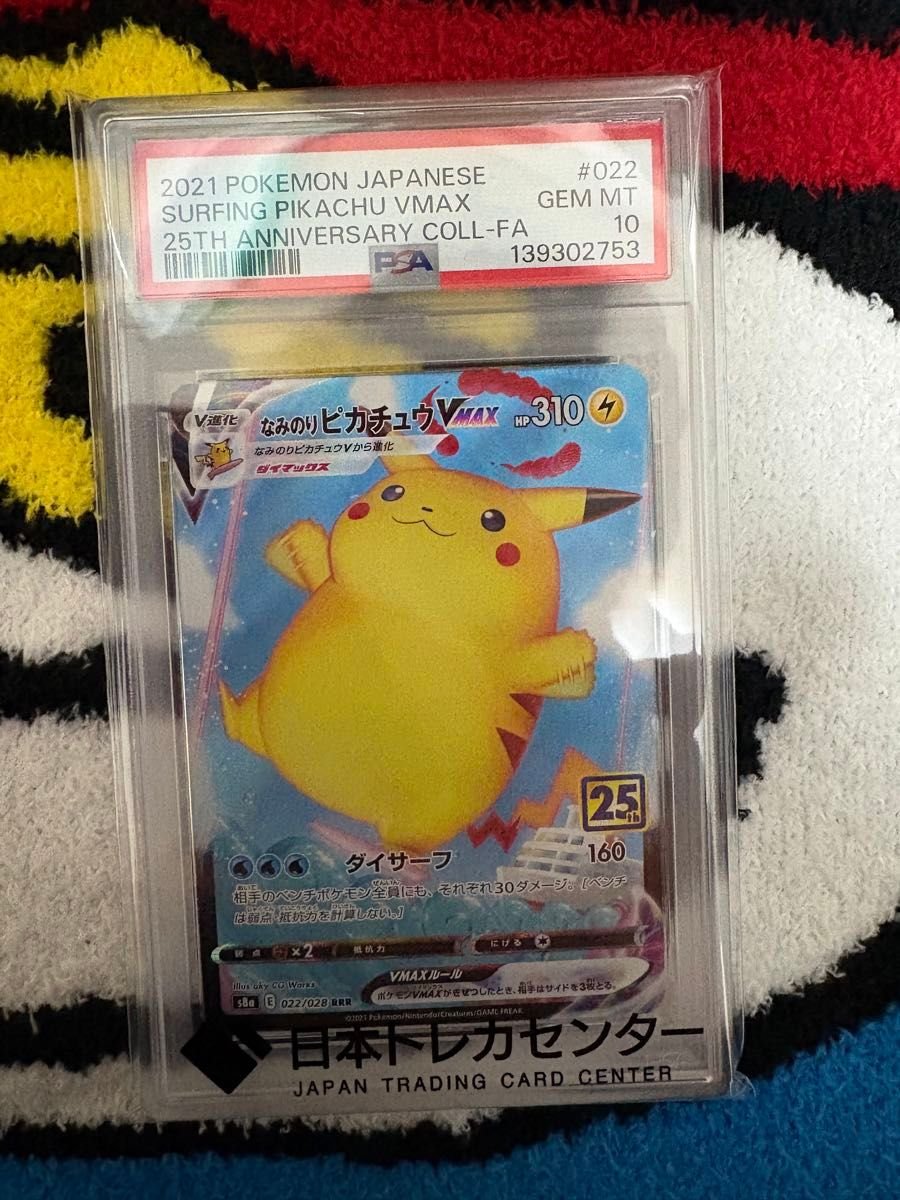 2021 POKEMON JAPANESE #022
SURFING PIKACHU VMAX GEM MT
25TH ANNIVERSARY COLL-FA 10
PSA 139302753
V進化 なみのりピカチュウVMAX HP310
なみのりピカチュウVから進化
ダイマックス
25th
ダイサーフ 160
相手のベンチポケモン全員にも、それぞれ30ダメージ。[ベンチ
は弱点・抵抗力を計算しない。]
弱点 ×2 抵抗力 にげる
VMAXルール
ポケモンVMAXがきぜつしたとき、相手はサイドを3枚とる。
Illus. aky CG Works
s8a E 022/028 RRR
©2021 Pokémon/Nintendo/Creatures/GAME FREAK.
日本トレカセンター
JAPAN TRADING CARD CENTER